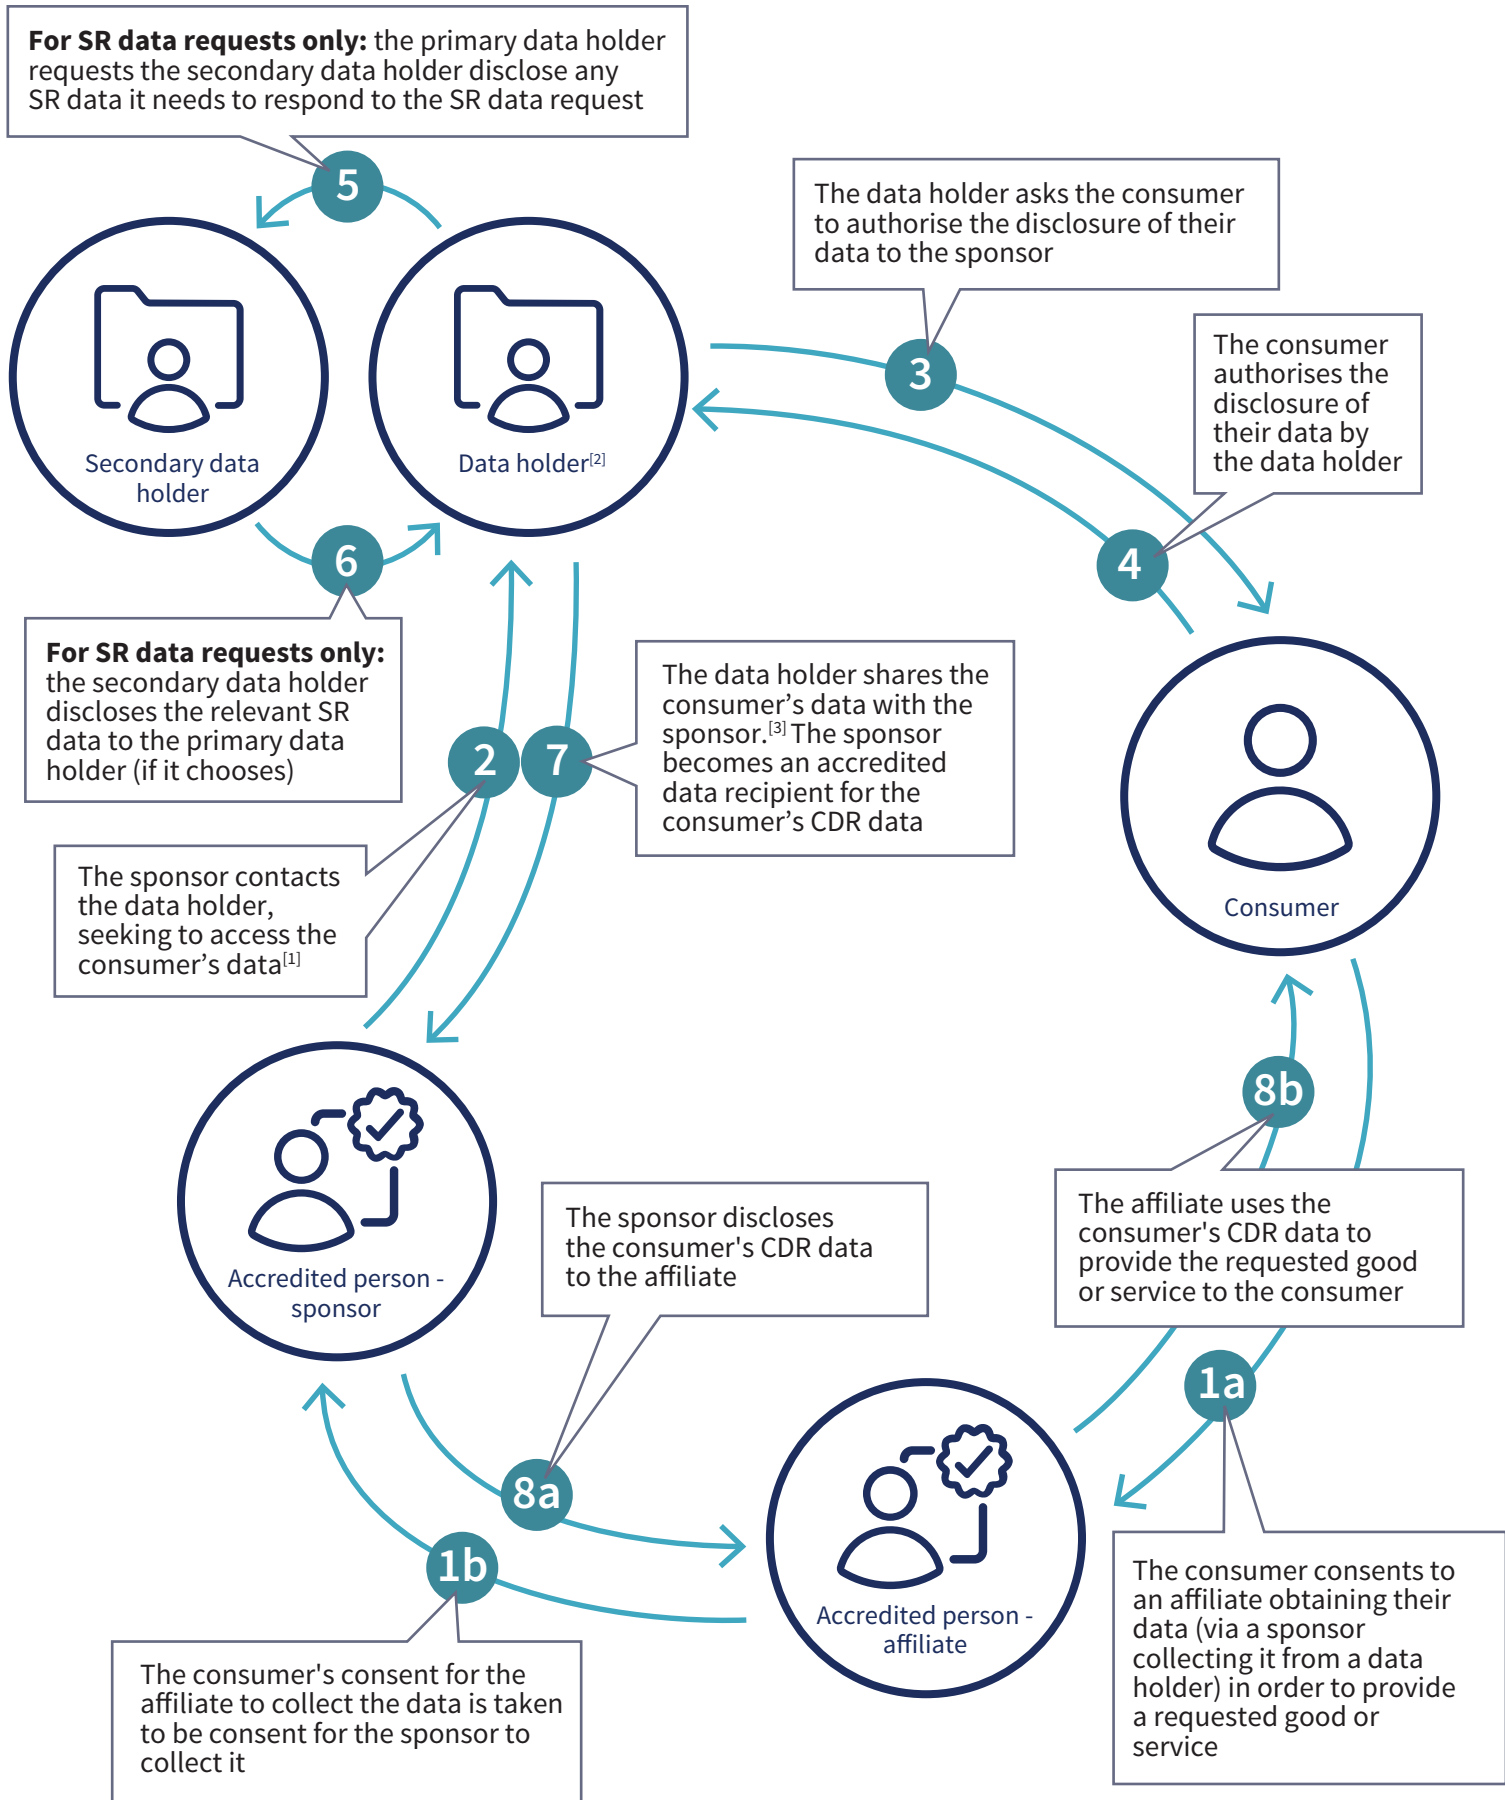 For SR data requests only: the primary data holder
requests the secondary data holder disclose any
SR data it needs to respond to the SR data request
5
The data holder asks the consumer
to authorise the disclosure of their
data to the sponsor
3
The consumer
authorises the
disclosure of
their data by
the data holder
4
Secondary data
holder
Data holder[2]
6
For SR data requests only:
the secondary data holder
discloses the relevant SR
data to the primary data
holder (if it chooses)
2
7
The data holder shares the
consumer’s data with the
sponsor.[3] The sponsor
becomes an accredited
data recipient for the
consumer’s CDR data
The sponsor contacts
the data holder,
seeking to access the
consumer’s data[1]
Consumer
8b
The affiliate uses the
consumer's CDR data to
provide the requested good
or service to the consumer
Accredited person -
sponsor
The sponsor discloses
the consumer's CDR data
to the affiliate
8a
1a
1b
Accredited person -
affiliate
The consumer consents to
an affiliate obtaining their
data (via a sponsor
collecting it from a data
holder) in order to provide
a requested good or
service
The consumer's consent for the
affiliate to collect the data is taken
to be consent for the sponsor to
collect it